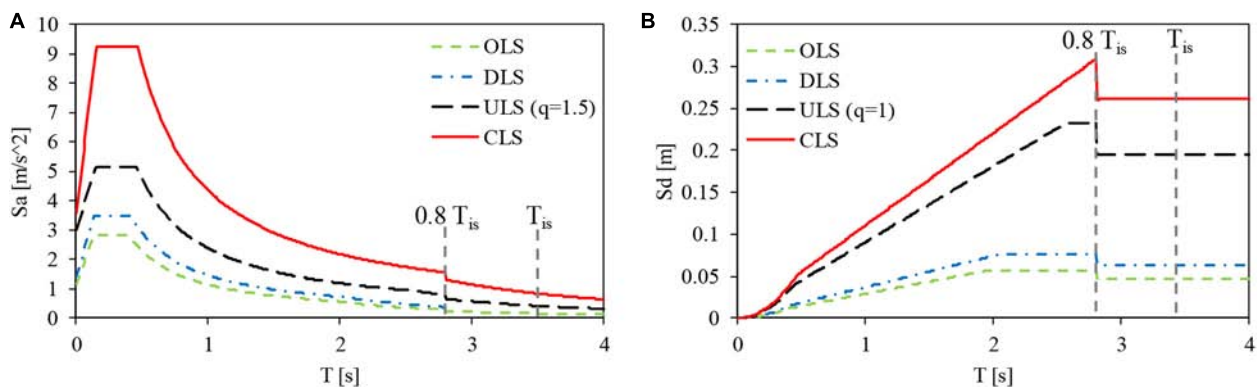 A
Sa [m/s^2]
10
9
8
7
6
5
4
3
2
1
0
OLS
DLS
ULS (q=1.5)
CLS
0.8 Tis
Tis
0 1 2 3 4
T [s]
B
Sd [m]
0.35
0.3
0.25
0.2
0.15
0.1
0.05
0
OLS
DLS
ULS (q=1)
CLS
0.8 Tis
Tis
0 1 2 3 4
T [s]